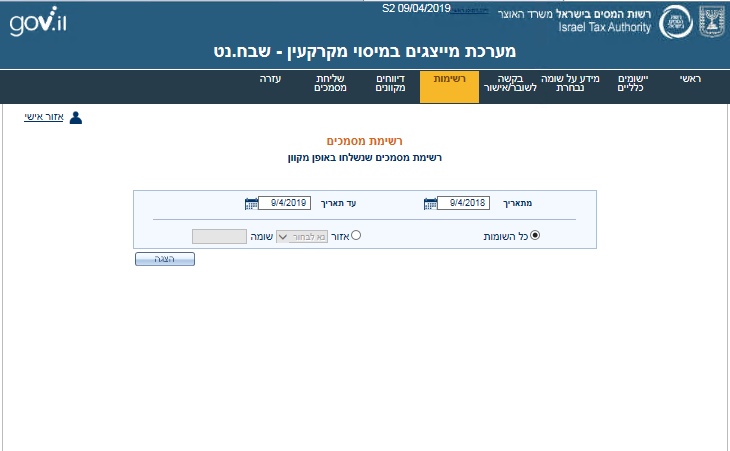 gov.il
S2 09/04/2019
רשות המסים בישראל משרד האוצר
Israel Tax Authority
מערכת מייצגים במיסוי מקרקעין - שבח.נט
ראשי
יישומים כלליים
מידע על שומה נבחרת
בקשה לשובר/אישור
רשימות
דיווחים מקוונים
שליחת מסמכים
עזרה
אזור אישי
רשימת מסמכים
רשימת מסמכים שנשלחו באופן מקוון
מתאריך 9/4/2018 עד תאריך 9/4/2019
כל השומות אזור נא לבחור שומה
הצגה